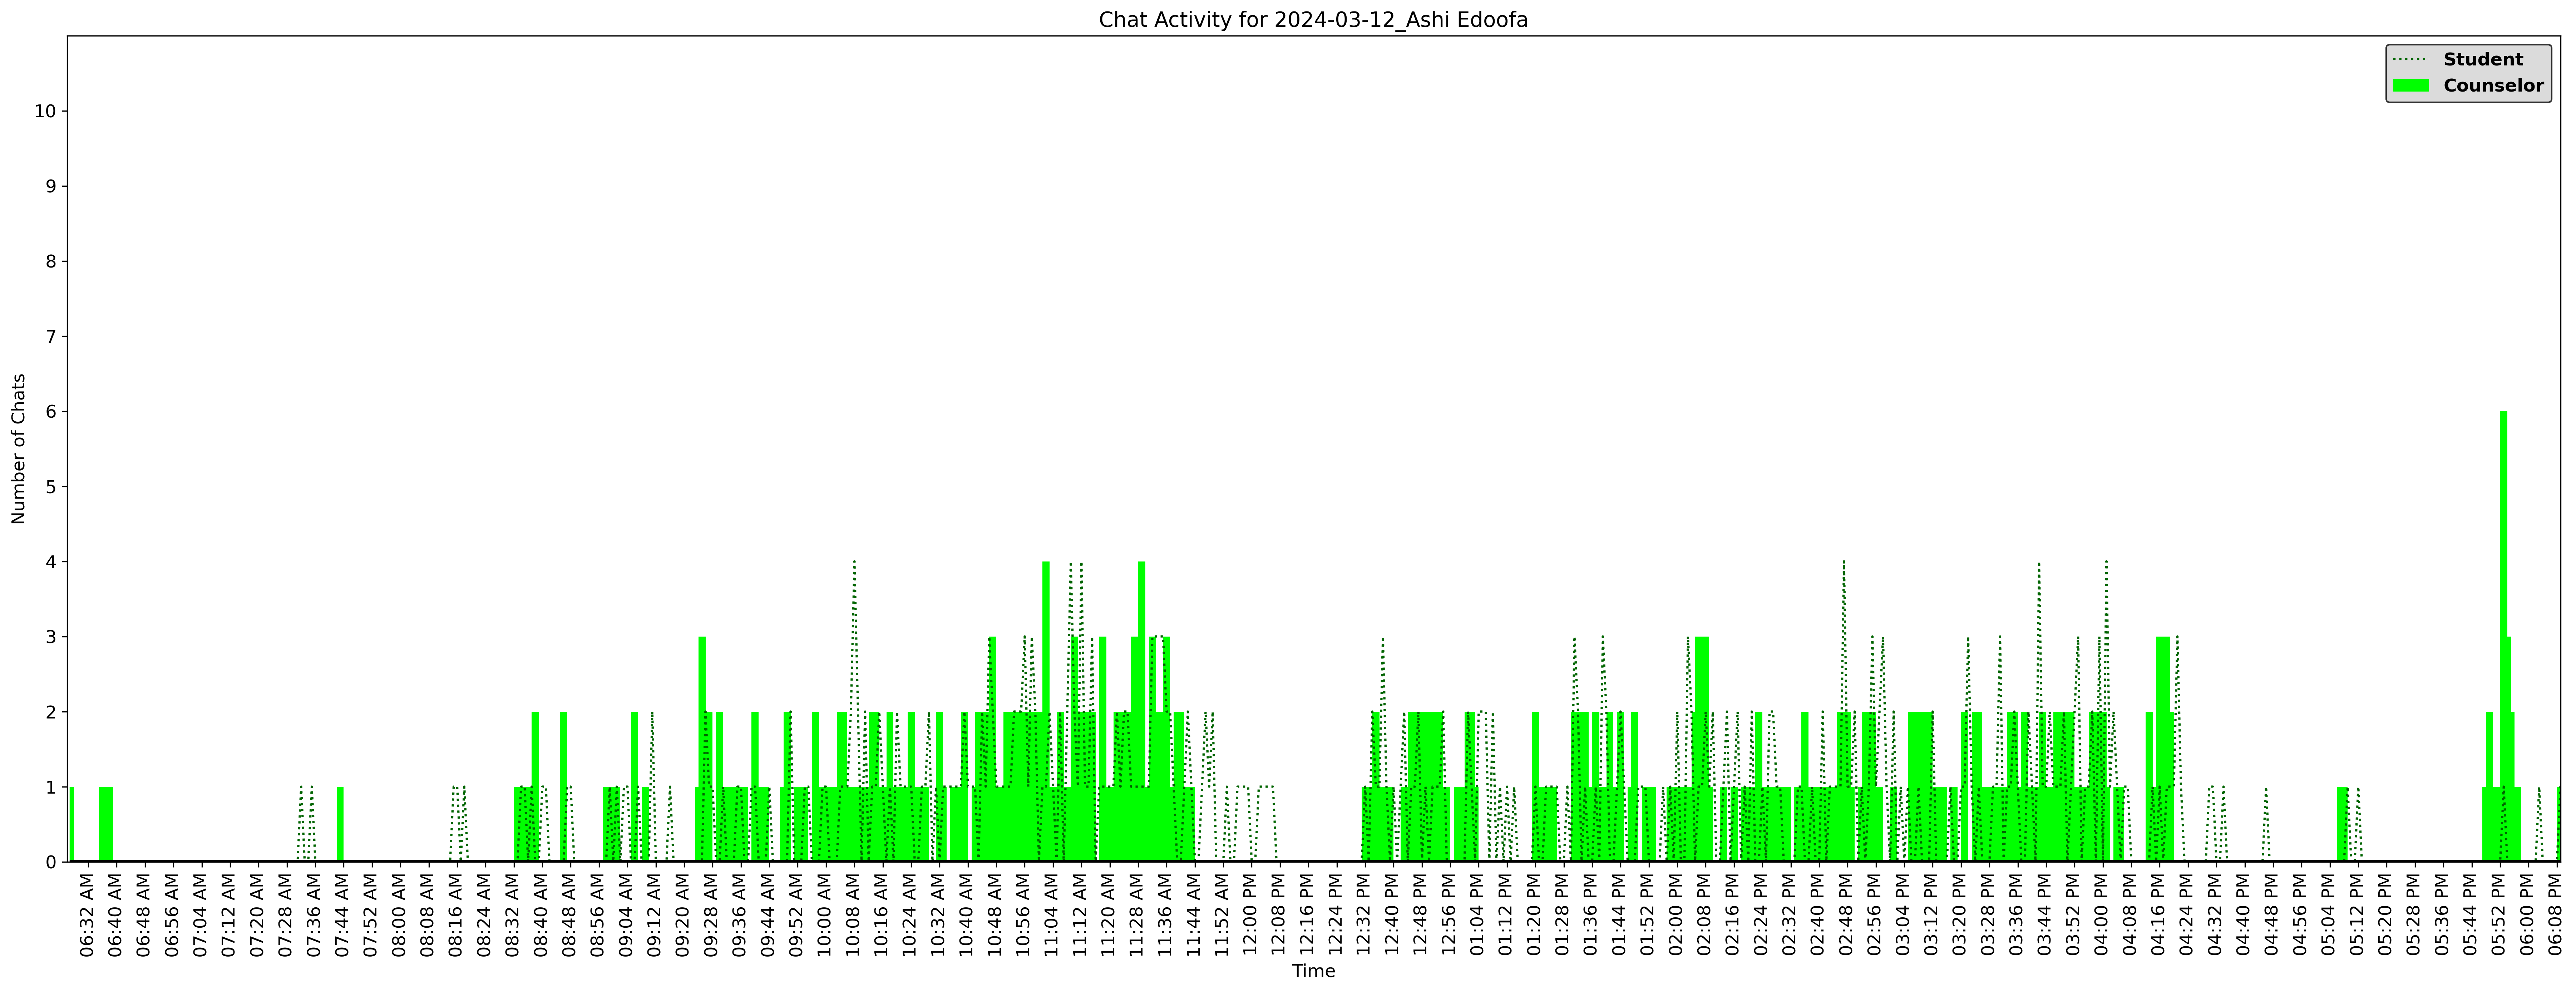 Chat Activity for 2024-03-12_Ashi Edoofa
Student
Counselor
Number of Chats
10
9
8
7
6
5
4
3
2
1
0
06:32 AM
06:40 AM
06:48 AM
06:56 AM
07:04 AM
07:12 AM
07:20 AM
07:28 AM
07:36 AM
07:44 AM
07:52 AM
08:00 AM
08:08 AM
08:16 AM
08:24 AM
08:32 AM
08:40 AM
08:48 AM
08:56 AM
09:04 AM
09:12 AM
09:20 AM
09:28 AM
09:36 AM
09:44 AM
09:52 AM
10:00 AM
10:08 AM
10:16 AM
10:24 AM
10:32 AM
10:40 AM
10:48 AM
10:56 AM
11:04 AM
11:12 AM
11:20 AM
11:28 AM
11:36 AM
11:44 AM
11:52 AM
12:00 PM
12:08 PM
12:16 PM
12:24 PM
12:32 PM
12:40 PM
12:48 PM
12:56 PM
01:04 PM
01:12 PM
01:20 PM
01:28 PM
01:36 PM
01:44 PM
01:52 PM
02:00 PM
02:08 PM
02:16 PM
02:24 PM
02:32 PM
02:40 PM
02:48 PM
02:56 PM
03:04 PM
03:12 PM
03:20 PM
03:28 PM
03:36 PM
03:44 PM
03:52 PM
04:00 PM
04:08 PM
04:16 PM
04:24 PM
04:32 PM
04:40 PM
04:48 PM
04:56 PM
05:04 PM
05:12 PM
05:20 PM
05:28 PM
05:36 PM
05:44 PM
05:52 PM
06:00 PM
06:08 PM
Time